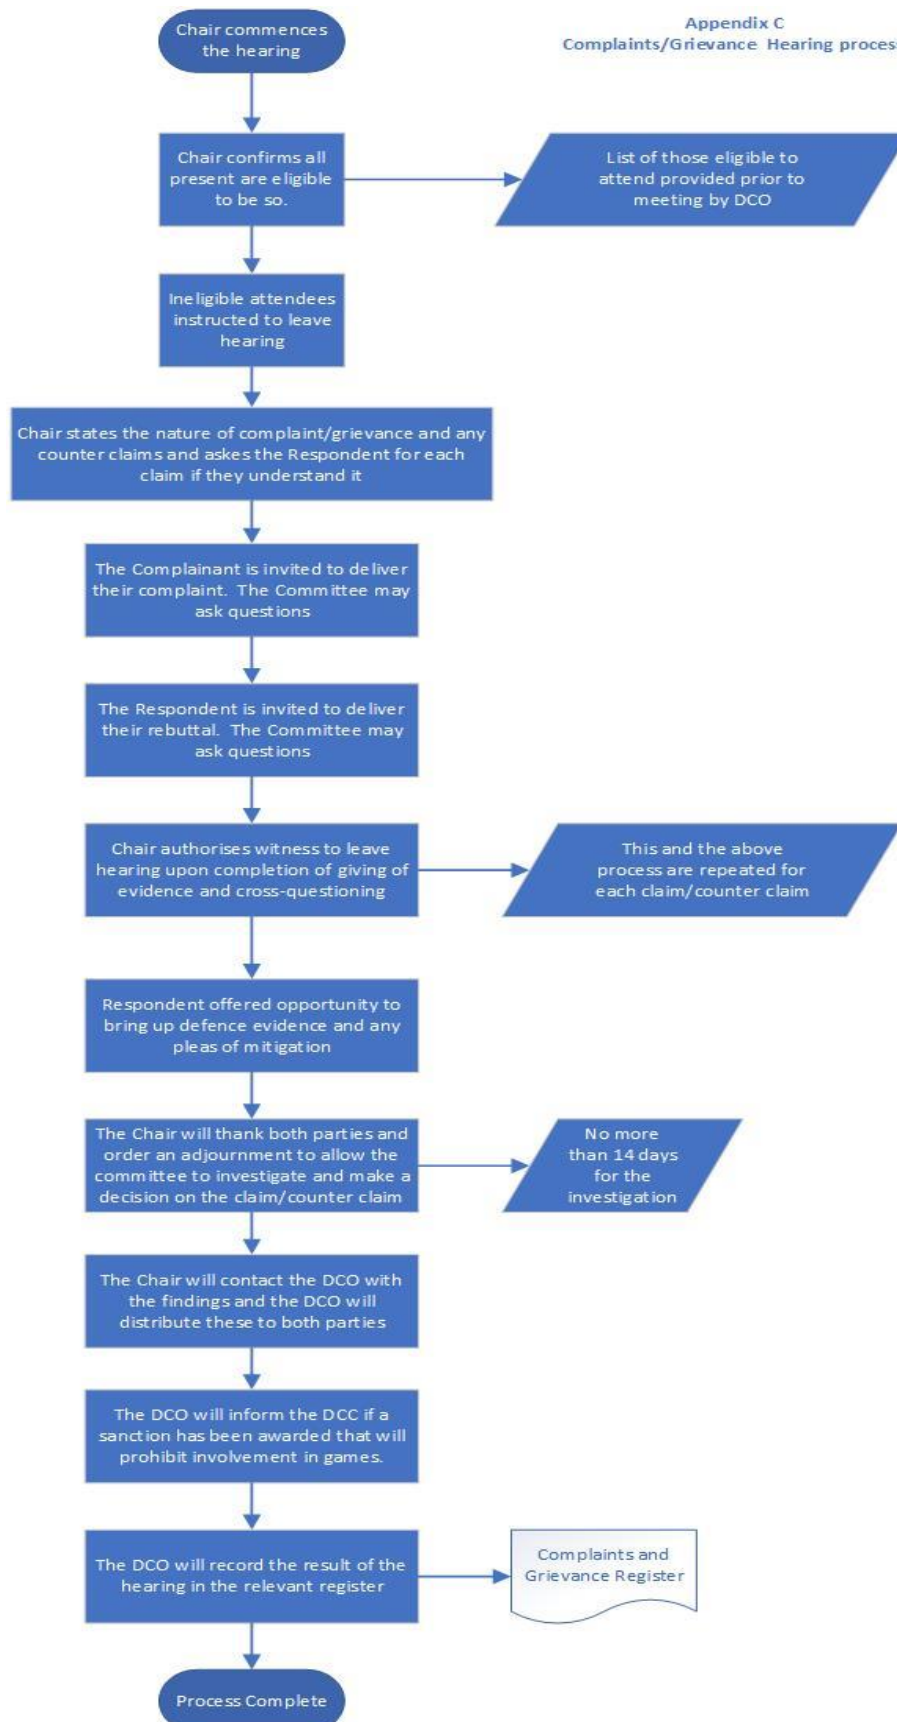 Appendix C
Complaints/Grievance Hearing proces
Chair commences
the hearing
Chair confirms all
present are eligible
to be so.
List of those eligible to
attend provided prior to
meeting by DCO
Ineligible attendees
instructed to leave
hearing
Chair states the nature of complaint/grievance and any
counter claims and askes the Respondent for each
claim if they understand it
The Complainant is invited to deliver
their complaint. The Committee may
ask questions
The Respondent is invited to deliver
their rebuttal. The Committee may
ask questions
Chair authorises witness to leave
hearing upon completion of giving of
evidence and cross-questioning
This and the above
process are repeated for
each claim/counter claim
Respondent offered opportunity to
bring up defence evidence and any
pleas of mitigation
The Chair will thank both parties and
order an adjournment to allow the
committee to investigate and make a
decision on the claim/counter claim
No more
than 14 days
for the
investigation
The Chair will contact the DCO with
the findings and the DCO will
distribute these to both parties
The DCO will inform the DCC if a
sanction has been awarded that will
prohibit involvement in games.
The DCO will record the result of the
hearing in the relevant register
Complaints and
Grievance Register
Process Complete